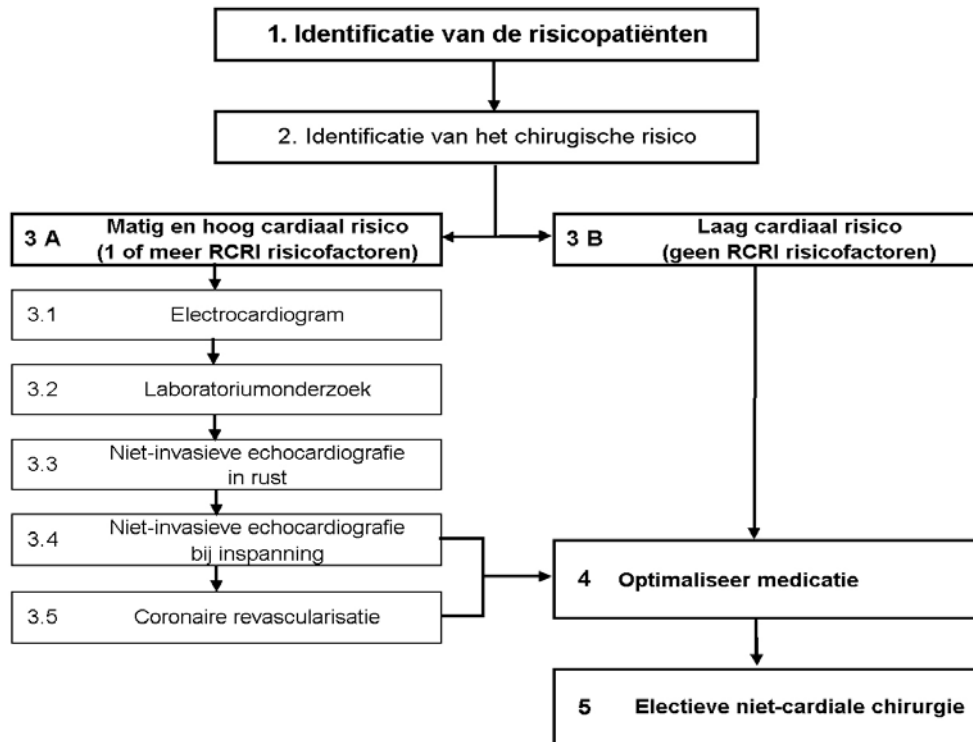 1. Identificatie van de risicopatiënten
2. Identificatie van het chirugische risico
3 A
Matig en hoog cardiaal risico
(1 of meer RCRI risicofactoren)
3 B
Laag cardiaal risico
(geen RCRI risicofactoren)
3.1 Electrocardiogram
3.2 Laboratoriumonderzoek
3.3 Niet-invasieve echocardiografie
in rust
3.4 Niet-invasieve echocardiografie
bij inspanning
3.5 Coronaire revascularisatie
4 Optimaliseer medicatie
5 Electieve niet-cardiale chirurgie